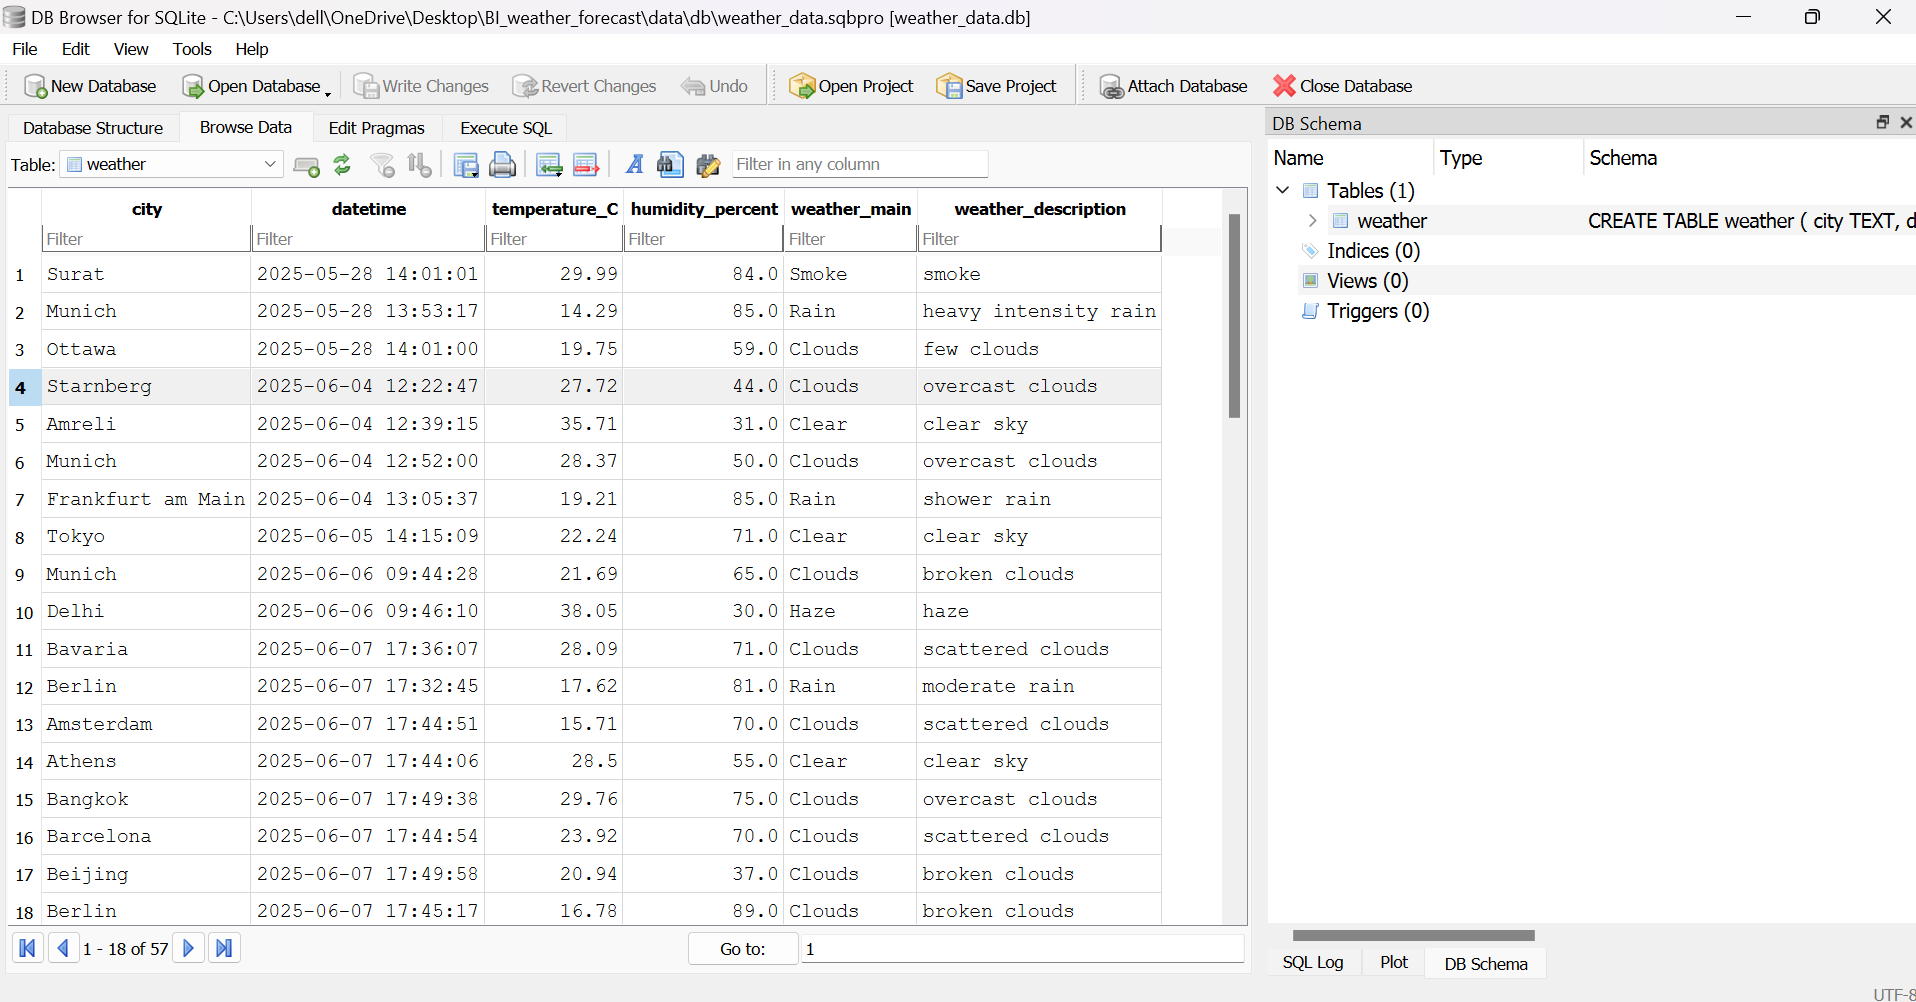 DB Browser for SQLite - C:\Users\dell\OneDrive\Desktop\BI_weather_forecast\data\db\weather_data.sqbpro [weather_data.db]
File Edit View Tools Help
New Database Open Database Write Changes Revert Changes Undo Open Project Save Project Attach Database Close Database
Database Structure Browse Data Edit Pragmas Execute SQL
Table: weather Filter in any column
city datetime temperature_C humidity_percent weather_main weather_description
Filter Filter Filter Filter Filter Filter
1 Surat 2025-05-28 14:01:01 29.99 84.0 Smoke smoke
2 Munich 2025-05-28 13:53:17 14.29 85.0 Rain heavy intensity rain
3 Ottawa 2025-05-28 14:01:00 19.75 59.0 Clouds few clouds
4 Starnberg 2025-06-04 12:22:47 27.72 44.0 Clouds overcast clouds
5 Amreli 2025-06-04 12:39:15 35.71 31.0 Clear clear sky
6 Munich 2025-06-04 12:52:00 28.37 50.0 Clouds overcast clouds
7 Frankfurt am Main 2025-06-04 13:05:37 19.21 85.0 Rain shower rain
8 Tokyo 2025-06-05 14:15:09 22.24 71.0 Clear clear sky
9 Munich 2025-06-06 09:44:28 21.69 65.0 Clouds broken clouds
10 Delhi 2025-06-06 09:46:10 38.05 30.0 Haze haze
11 Bavaria 2025-06-07 17:36:07 28.09 71.0 Clouds scattered clouds
12 Berlin 2025-06-07 17:32:45 17.62 81.0 Rain moderate rain
13 Amsterdam 2025-06-07 17:44:51 15.71 70.0 Clouds scattered clouds
14 Athens 2025-06-07 17:44:06 28.5 55.0 Clear clear sky
15 Bangkok 2025-06-07 17:49:38 29.76 75.0 Clouds overcast clouds
16 Barcelona 2025-06-07 17:44:54 23.92 70.0 Clouds scattered clouds
17 Beijing 2025-06-07 17:49:58 20.94 37.0 Clouds broken clouds
18 Berlin 2025-06-07 17:45:17 16.78 89.0 Clouds broken clouds
1 - 18 of 57 Go to: 1
DB Schema
Name Type Schema
Tables (1)
weather CREATE TABLE weather ( city TEXT, d
Indices (0)
Views (0)
Triggers (0)
SQL Log Plot DB Schema
UTF-8